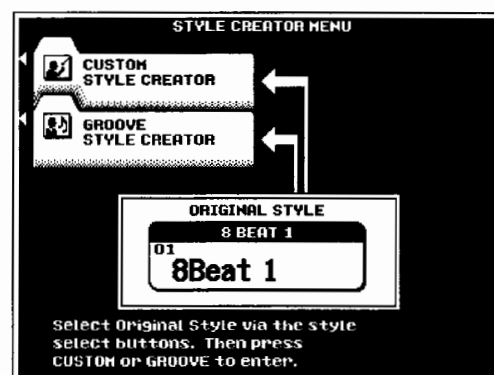 STYLE CREATOR MENU
CUSTOM
STYLE CREATOR
GROOVE
STYLE CREATOR
ORIGINAL STYLE
8 BEAT 1
01
8Beat 1
Select Original Style via the style
select buttons. Then press
CUSTOM or GROOVE to enter.